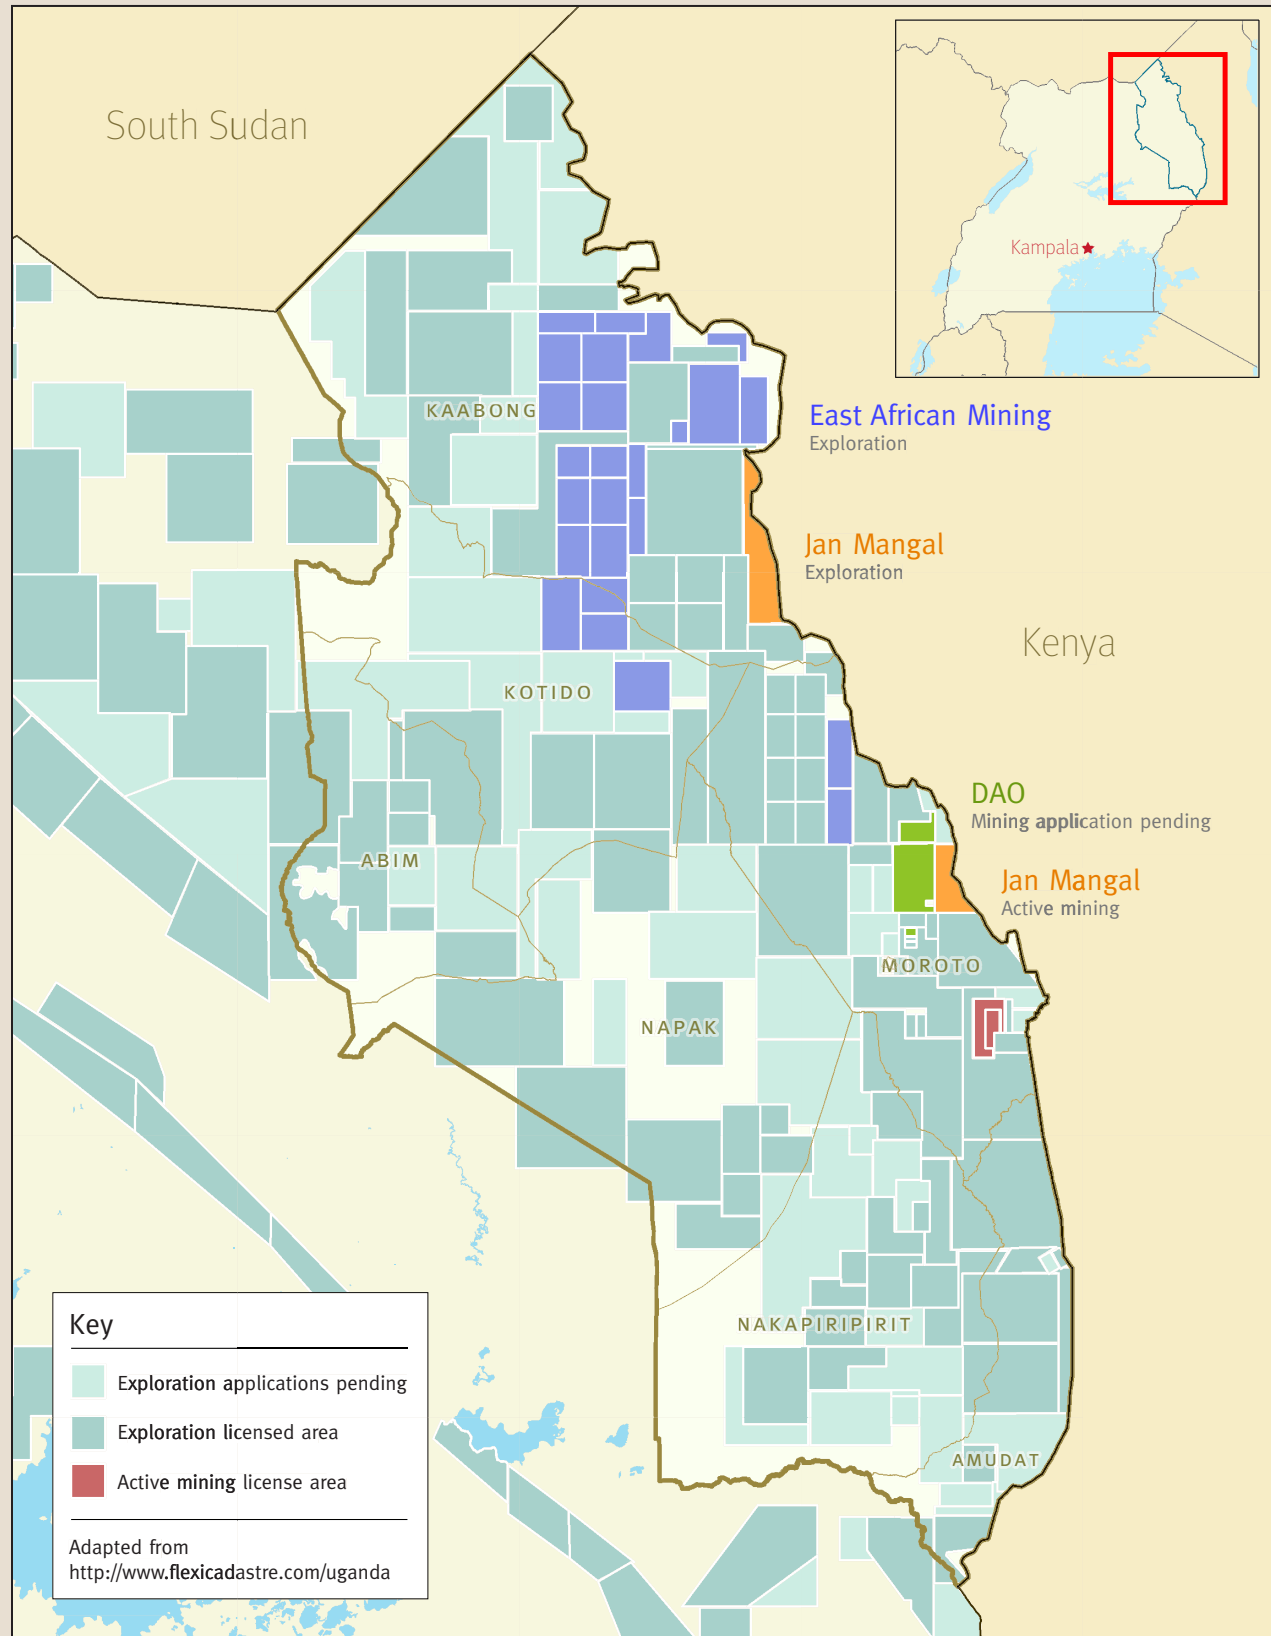 South Sudan
Kampala
KAABONG
East African Mining
Exploration
Jan Mangal
Exploration
Kenya
KOTIDO
DAO
Mining application pending
ABIM
Jan Mangal
Active mining
MOROTO
NAPAK
NAKAPIRIPIRIT
AMUDAT
Key
Exploration applications pending
Exploration licensed area
Active mining license area
Adapted from
http://www.flexicadastre.com/uganda